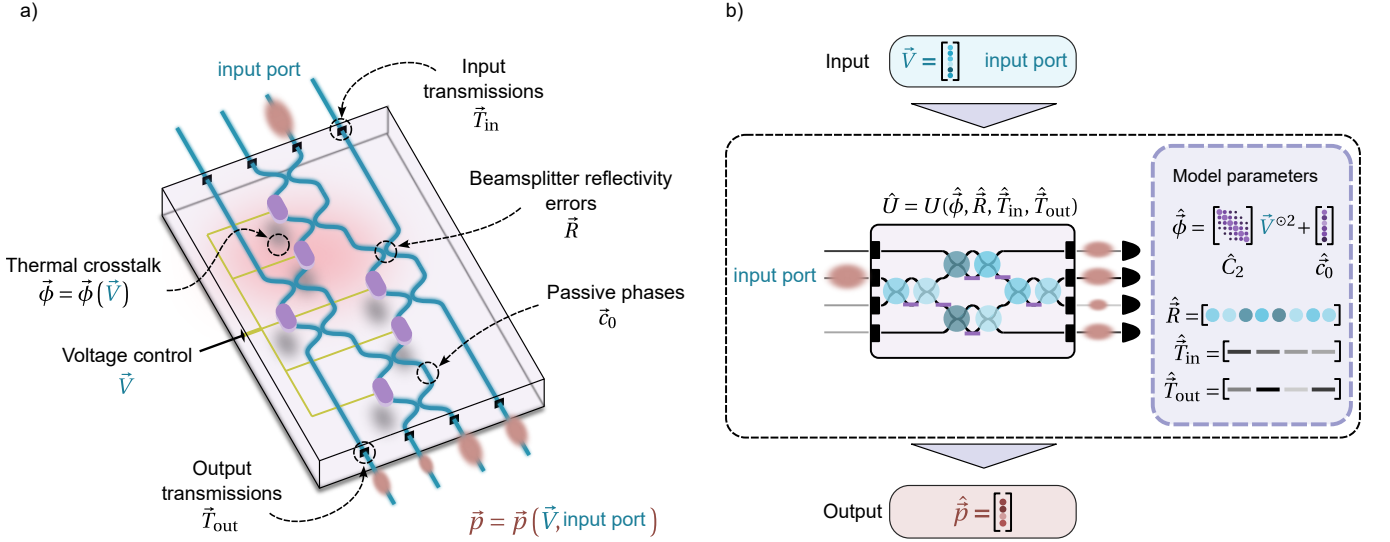 a)
input port
Input
transmissions
T⃗in
Beamsplitter reflectivity
errors
R⃗
Thermal crosstalk
ϕ⃗ = ϕ⃗(V⃗)
Passive phases
c⃗0
Voltage control
V⃗
Output
transmissions
T⃗out
p⃗ = p⃗(V⃗, input port)
b)
Input
V⃗ = [ ] input port
Û = U(ϕ⃗̂, R⃗̂, T⃗̂in, T⃗̂out)
input port
Model parameters
ϕ⃗̂ = [ ] V⃗⊙2 + [ ]
Ĉ2 c⃗̂0
R⃗̂ = [ ]
T⃗̂in = [ ]
T⃗̂out = [ ]
Output
p⃗̂ = [ ]